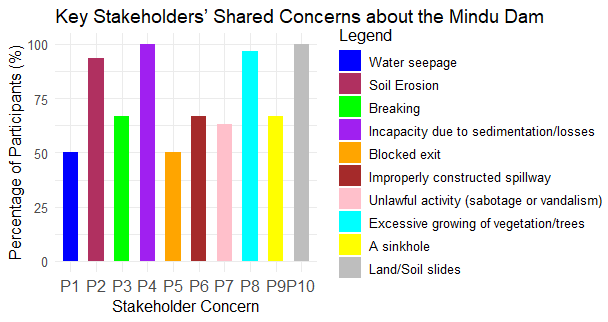 Key Stakeholders’ Shared Concerns about the Mindu Dam
Legend
Water seepage
Soil Erosion
Breaking
Incapacity due to sedimentation/losses
Blocked exit
Improperly constructed spillway
Unlawful activity (sabotage or vandalism)
Excessive growing of vegetation/trees
A sinkhole
Land/Soil slides
Percentage of Participants (%)
100
75
50
25
0
P1 P2 P3 P4 P5 P6 P7 P8 P9 P10
Stakeholder Concern